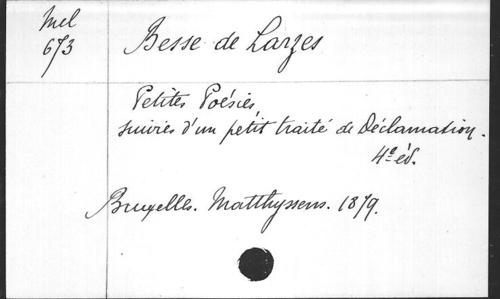 Mel
673
Besse de Larzes
Petites Poésies,
suivies d'un petit traité de Déclamation.
4e éd.
Bruxelles. Matthyssens. 1879.